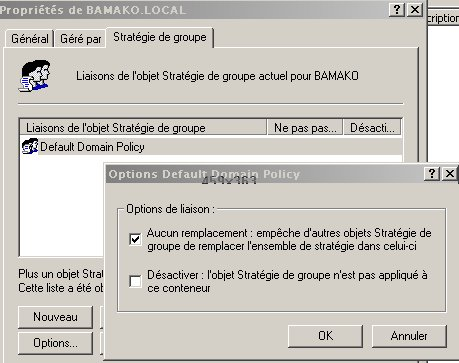 Propriétés de BAMAKO.LOCAL
cription
Général
Géré par
Stratégie de groupe
Liaisons de l'objet Stratégie de groupe actuel pour BAMAKO
Liaisons de l'objet Stratégie de groupe
Ne pas pas...
Désacti...
Default Domain Policy
Options Default Domain Policy
459x363
Options de liaison :
Aucun remplacement : empêche d'autres objets Stratégie de
groupe de remplacer l'ensemble de stratégie dans celui-ci
Désactiver : l'objet Stratégie de groupe n'est pas appliqué à
ce conteneur
Plus un objet Strat
Cette liste a été ob
Nouveau
Options...
OK
Annuler